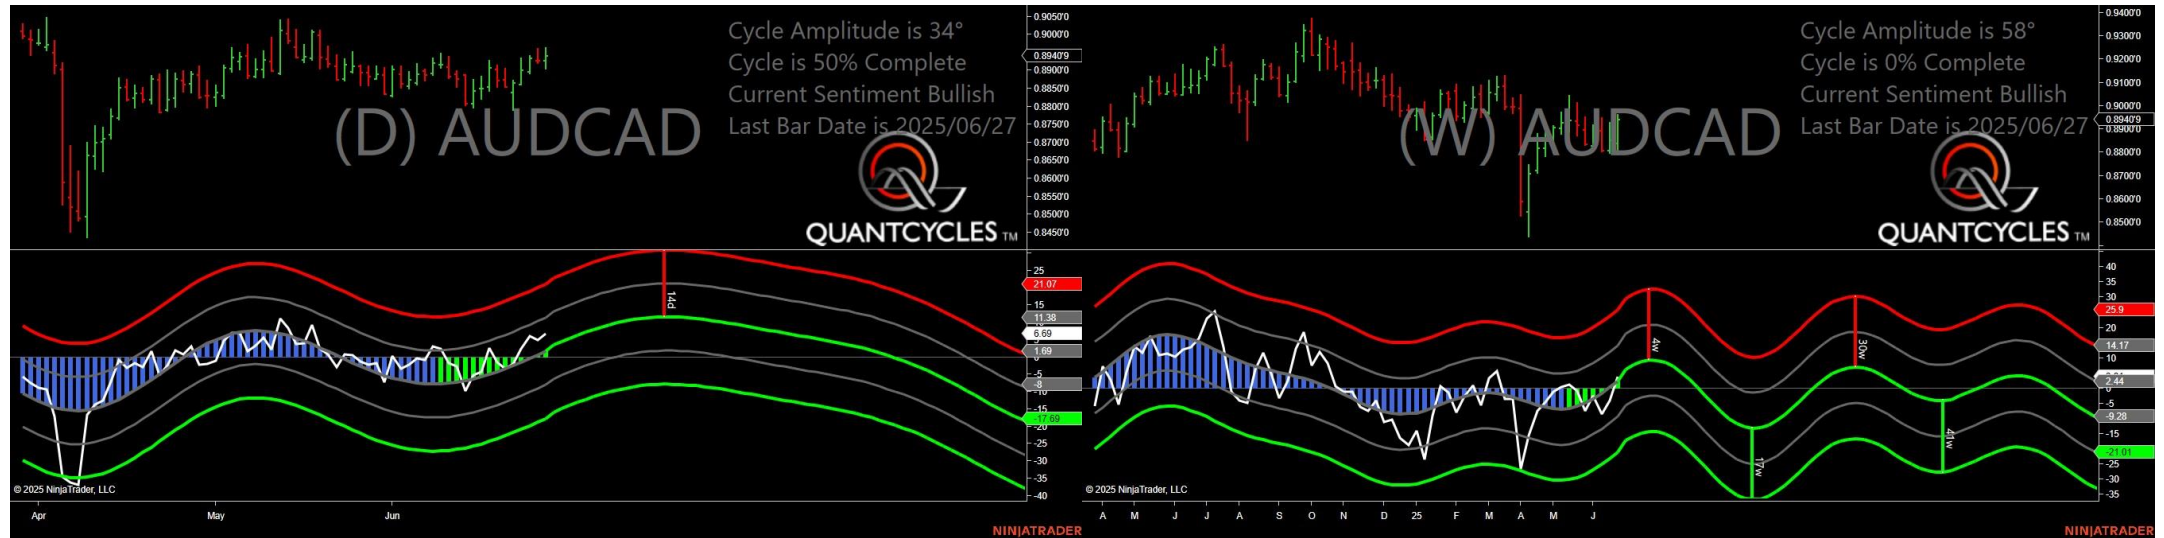 Cycle Amplitude is 34°
Cycle is 50% Complete
Current Sentiment Bullish
Last Bar Date is 2025/06/27
(D) AUDCAD
QUANTCYCLES TM
0.9050'0
0.9000'0
0.8940'9
0.8900'0
0.8850'0
0.8800'0
0.8750'0
0.8700'0
0.8650'0
0.8600'0
0.8550'0
0.8500'0
0.8450'0
14d
25
21.07
15
11.38
6.69
1.69
-5
-8
-10
-15
-17.69
-20
-25
-30
-35
-40
© 2025 NinjaTrader, LLC
Apr
May
Jun
NINJATRADER
Cycle Amplitude is 58°
Cycle is 0% Complete
Current Sentiment Bullish
Last Bar Date is 2025/06/27
(W) AUDCAD
QUANTCYCLES TM
0.9400'0
0.9300'0
0.9200'0
0.9100'0
0.9000'0
0.8940'9
0.8900'0
0.8800'0
0.8700'0
0.8600'0
0.8500'0
4w
17w
30w
41w
40
35
30
25.9
20
14.17
10
2.44
-5
-9.28
-15
-21.01
-25
-30
-35
© 2025 NinjaTrader, LLC
A M J J A S O N D 25 F M A M J
NINJATRADER